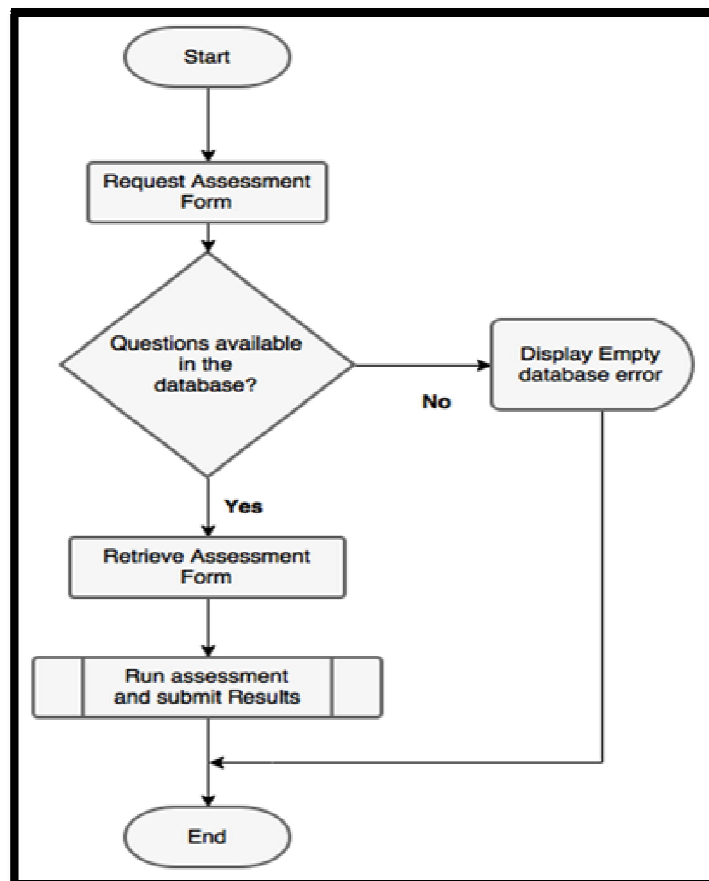 Start
Request Assessment
Form
Questions available
in the
database?
No
Display Empty
database error
Yes
Retrieve Assessment
Form
Run assessment
and submit Results
End